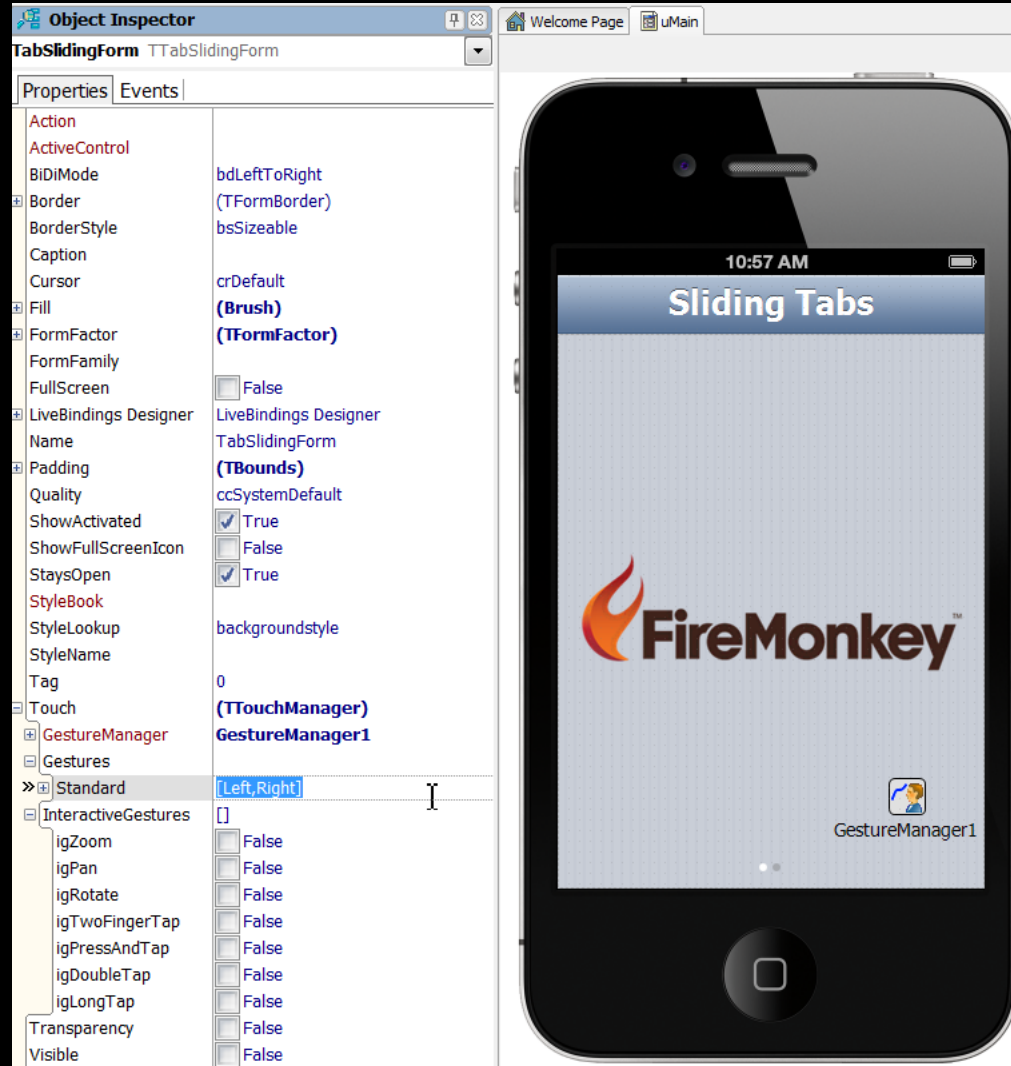 Object Inspector
TabSlidingForm TTabSlidingForm
Properties Events
Action
ActiveControl
BiDiMode bdLeftToRight
Border (TFormBorder)
BorderStyle bsSizeable
Caption
Cursor crDefault
Fill (Brush)
FormFactor (TFormFactor)
FormFamily
FullScreen False
LiveBindings Designer LiveBindings Designer
Name TabSlidingForm
Padding (TBounds)
Quality ccSystemDefault
ShowActivated True
ShowFullScreenIcon False
StaysOpen True
StyleBook
StyleLookup backgroundstyle
StyleName
Tag 0
Touch (TTouchManager)
GestureManager GestureManager1
Gestures
Standard [Left,Right]
InteractiveGestures []
igZoom False
igPan False
igRotate False
igTwoFingerTap False
igPressAndTap False
igDoubleTap False
igLongTap False
Transparency False
Visible False
Welcome Page uMain
10:57 AM
Sliding Tabs
FireMonkey™
GestureManager1